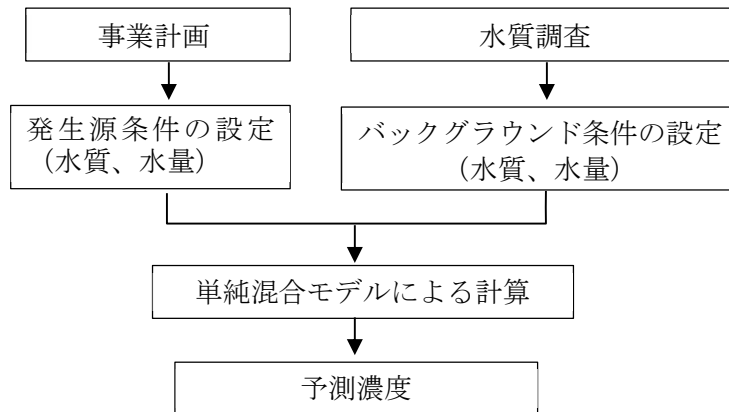 事業計画
水質調査
発生源条件の設定
（水質、水量）
バックグラウンド条件の設定
（水質、水量）
単純混合モデルによる計算
予測濃度